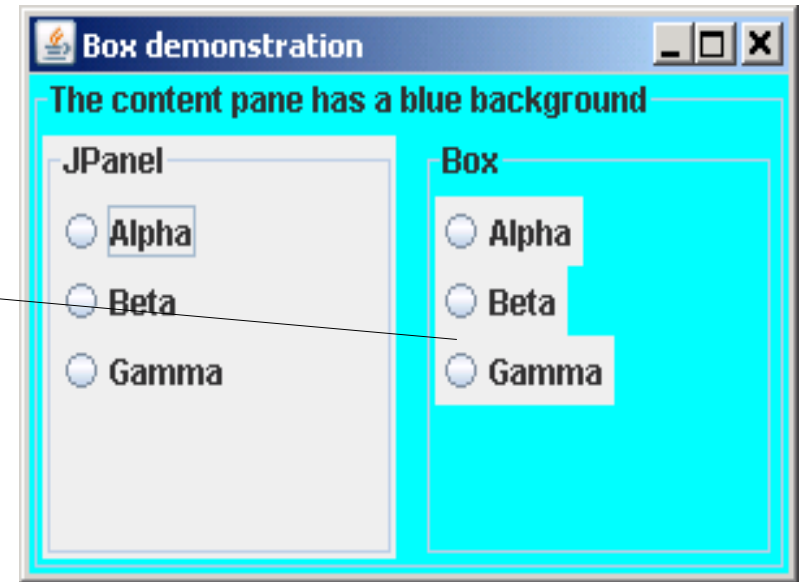 Box demonstration
The content pane has a blue background
JPanel
Alpha
Beta
Gamma
Box
Alpha
Beta
Gamma